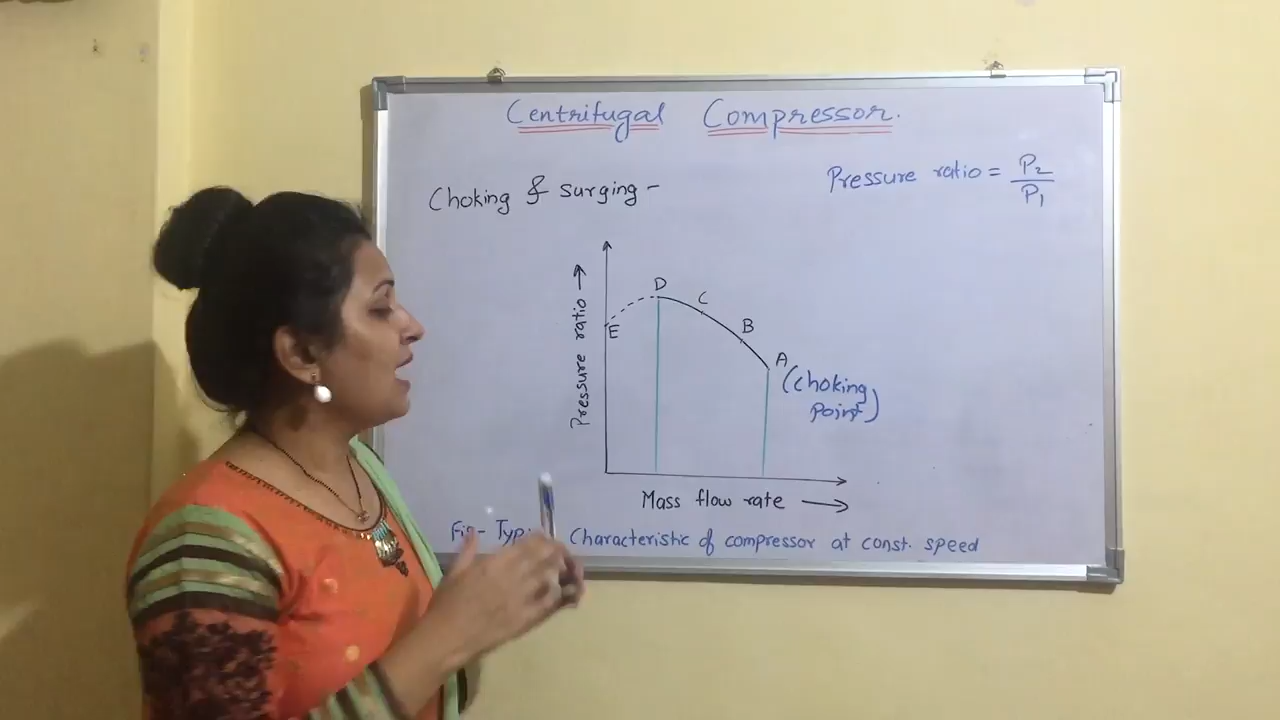 Centrifugal Compressor.
Pressure ratio = P2/P1
Choking & surging -
Pressure ratio →
D
C
B
E
A
(Choking
Point)
Mass flow rate →
Fig- Characteristic of compressor at const. speed